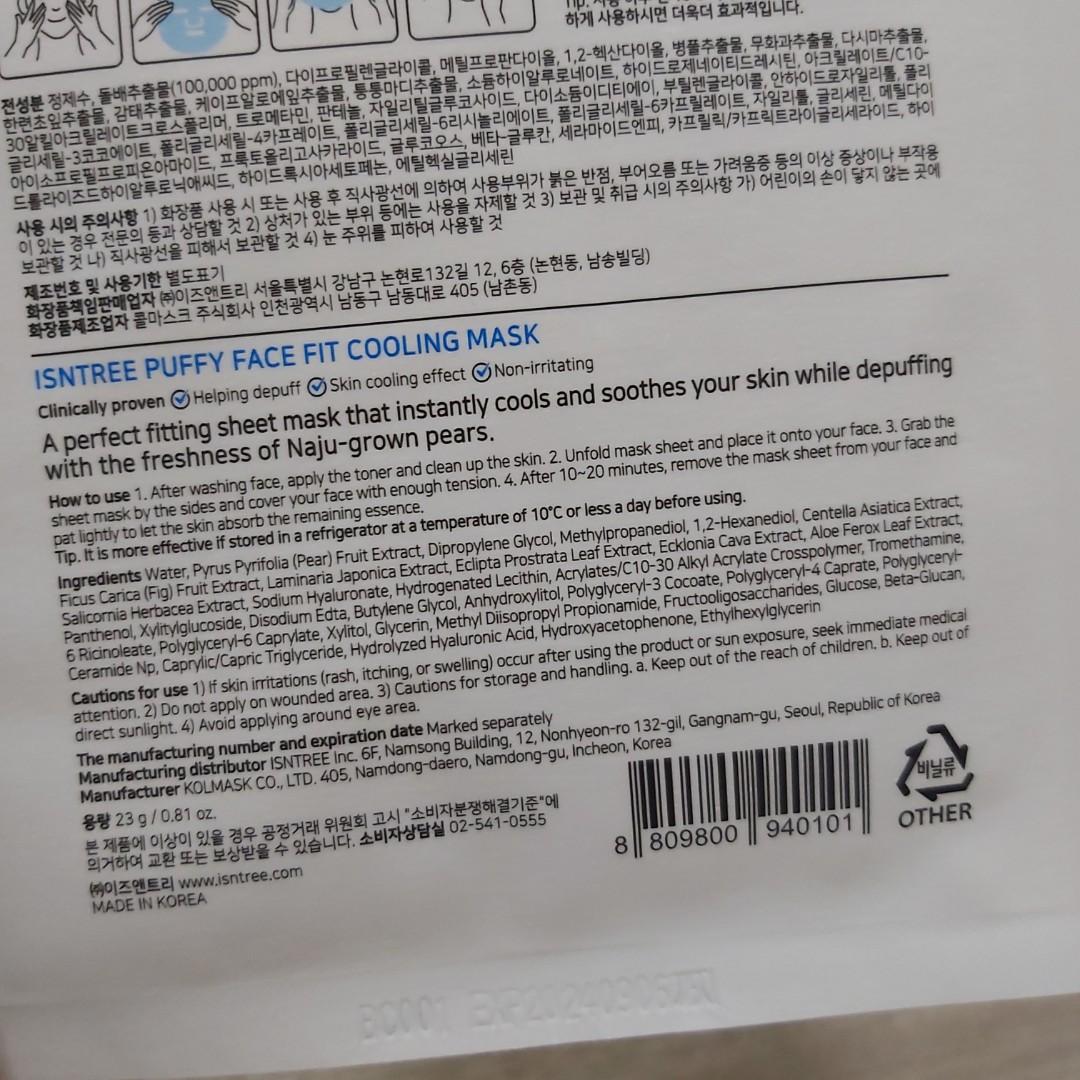 하게 사용하시면 더욱더 효과적입니다.
전성분 정제수, 돌배추출물(100,000 ppm), 다이프로필렌글라이콜, 메틸프로판다이올, 1,2-헥산다이올, 병풀추출물, 무화과추출물, 다시마추출물,
한련초잎추출물, 감태추출물, 케이프알로에잎추출물, 퉁퉁마디추출물, 소듐하이알루로네이트, 하이드로제네이티드레시틴, 아크릴레이트/C10-
30알킬아크릴레이트크로스폴리머, 트로메타민, 판테놀, 자일리틸글루코사이드, 다이소듐이디티에이, 부틸렌글라이콜, 안하이드로자일리톨, 폴리
글리세릴-3코코에이트, 폴리글리세릴-4카프레이트, 폴리글리세릴-6리시놀리에이트, 폴리글리세릴-6카프릴레이트, 자일리톨, 글리세린, 메틸다이
아이소프로필프로피온아마이드, 프룩토올리고사카라이드, 글루코오스, 베타-글루칸, 세라마이드엔피, 카프릴릭/카프릭트라이글리세라이드, 하이
드롤라이즈드하이알루로닉애씨드, 하이드록시아세토페논, 에틸헥실글리세린
사용 시의 주의사항 1) 화장품 사용 시 또는 사용 후 직사광선에 의하여 사용부위가 붉은 반점, 부어오름 또는 가려움증 등의 이상 증상이나 부작용
이 있는 경우 전문의 등과 상담할 것 2) 상처가 있는 부위 등에는 사용을 자제할 것 3) 보관 및 취급 시의 주의사항 가) 어린이의 손이 닿지 않는 곳에
보관할 것 나) 직사광선을 피해서 보관할 것 4) 눈 주위를 피하여 사용할 것
제조번호 및 사용기한 별도표기
화장품책임판매업자 ㈜이즈앤트리 서울특별시 강남구 논현로132길 12, 6층 (논현동, 남송빌딩)
화장품제조업자 콜마스크 주식회사 인천광역시 남동구 남동대로 405 (남촌동)
ISNTREE PUFFY FACE FIT COOLING MASK
Clinically proven Helping depuff Skin cooling effect Non-irritating
A perfect fitting sheet mask that instantly cools and soothes your skin while depuffing
with the freshness of Naju-grown pears.
How to use 1. After washing face, apply the toner and clean up the skin. 2. Unfold mask sheet and place it onto your face. 3. Grab the
sheet mask by the sides and cover your face with enough tension. 4. After 10~20 minutes, remove the mask sheet from your face and
pat lightly to let the skin absorb the remaining essence.
Tip. It is more effective if stored in a refrigerator at a temperature of 10°C or less a day before using.
Ingredients Water, Pyrus Pyrifolia (Pear) Fruit Extract, Dipropylene Glycol, Methylpropanediol, 1,2-Hexanediol, Centella Asiatica Extract,
Ficus Carica (Fig) Fruit Extract, Laminaria Japonica Extract, Eclipta Prostrata Leaf Extract, Ecklonia Cava Extract, Aloe Ferox Leaf Extract,
Salicornia Herbacea Extract, Sodium Hyaluronate, Hydrogenated Lecithin, Acrylates/C10-30 Alkyl Acrylate Crosspolymer, Tromethamine,
Panthenol, Xylitylglucoside, Disodium Edta, Butylene Glycol, Anhydroxylitol, Polyglyceryl-3 Cocoate, Polyglyceryl-4 Caprate, Polyglyceryl-
6 Ricinoleate, Polyglyceryl-6 Caprylate, Xylitol, Glycerin, Methyl Diisopropyl Propionamide, Fructooligosaccharides, Glucose, Beta-Glucan,
Ceramide Np, Caprylic/Capric Triglyceride, Hydrolyzed Hyaluronic Acid, Hydroxyacetophenone, Ethylhexylglycerin
Cautions for use 1) If skin irritations (rash, itching, or swelling) occur after using the product or sun exposure, seek immediate medical
attention. 2) Do not apply on wounded area. 3) Cautions for storage and handling. a. Keep out of the reach of children. b. Keep out of
direct sunlight. 4) Avoid applying around eye area.
The manufacturing number and expiration date Marked separately
Manufacturing distributor ISNTREE Inc. 6F, Namsong Building, 12, Nonhyeon-ro 132-gil, Gangnam-gu, Seoul, Republic of Korea
Manufacturer KOLMASK CO., LTD. 405, Namdong-daero, Namdong-gu, Incheon, Korea
용량 23 g / 0.81 oz.
본 제품에 이상이 있을 경우 공정거래 위원회 고시 "소비자분쟁해결기준"에
의거하여 교환 또는 보상받을 수 있습니다. 소비자상담실 02-541-0555
㈜이즈앤트리 www.isntree.com
MADE IN KOREA
8 809800 940101
비닐류
OTHER
BC001